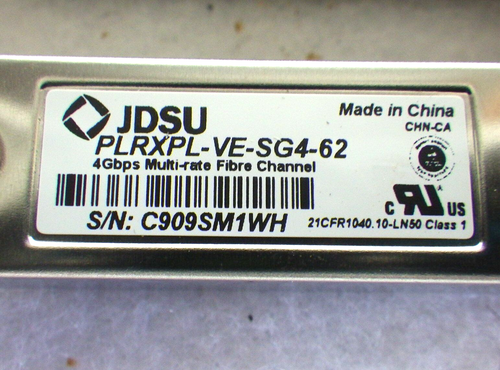 JDSU
PLRXPL-VE-SG4-62
4Gbps Multi-rate Fibre Channel
S/N: C909SM1WH
Made in China
CHN-CA
C US
21CFR1040.10-LN50 Class 1